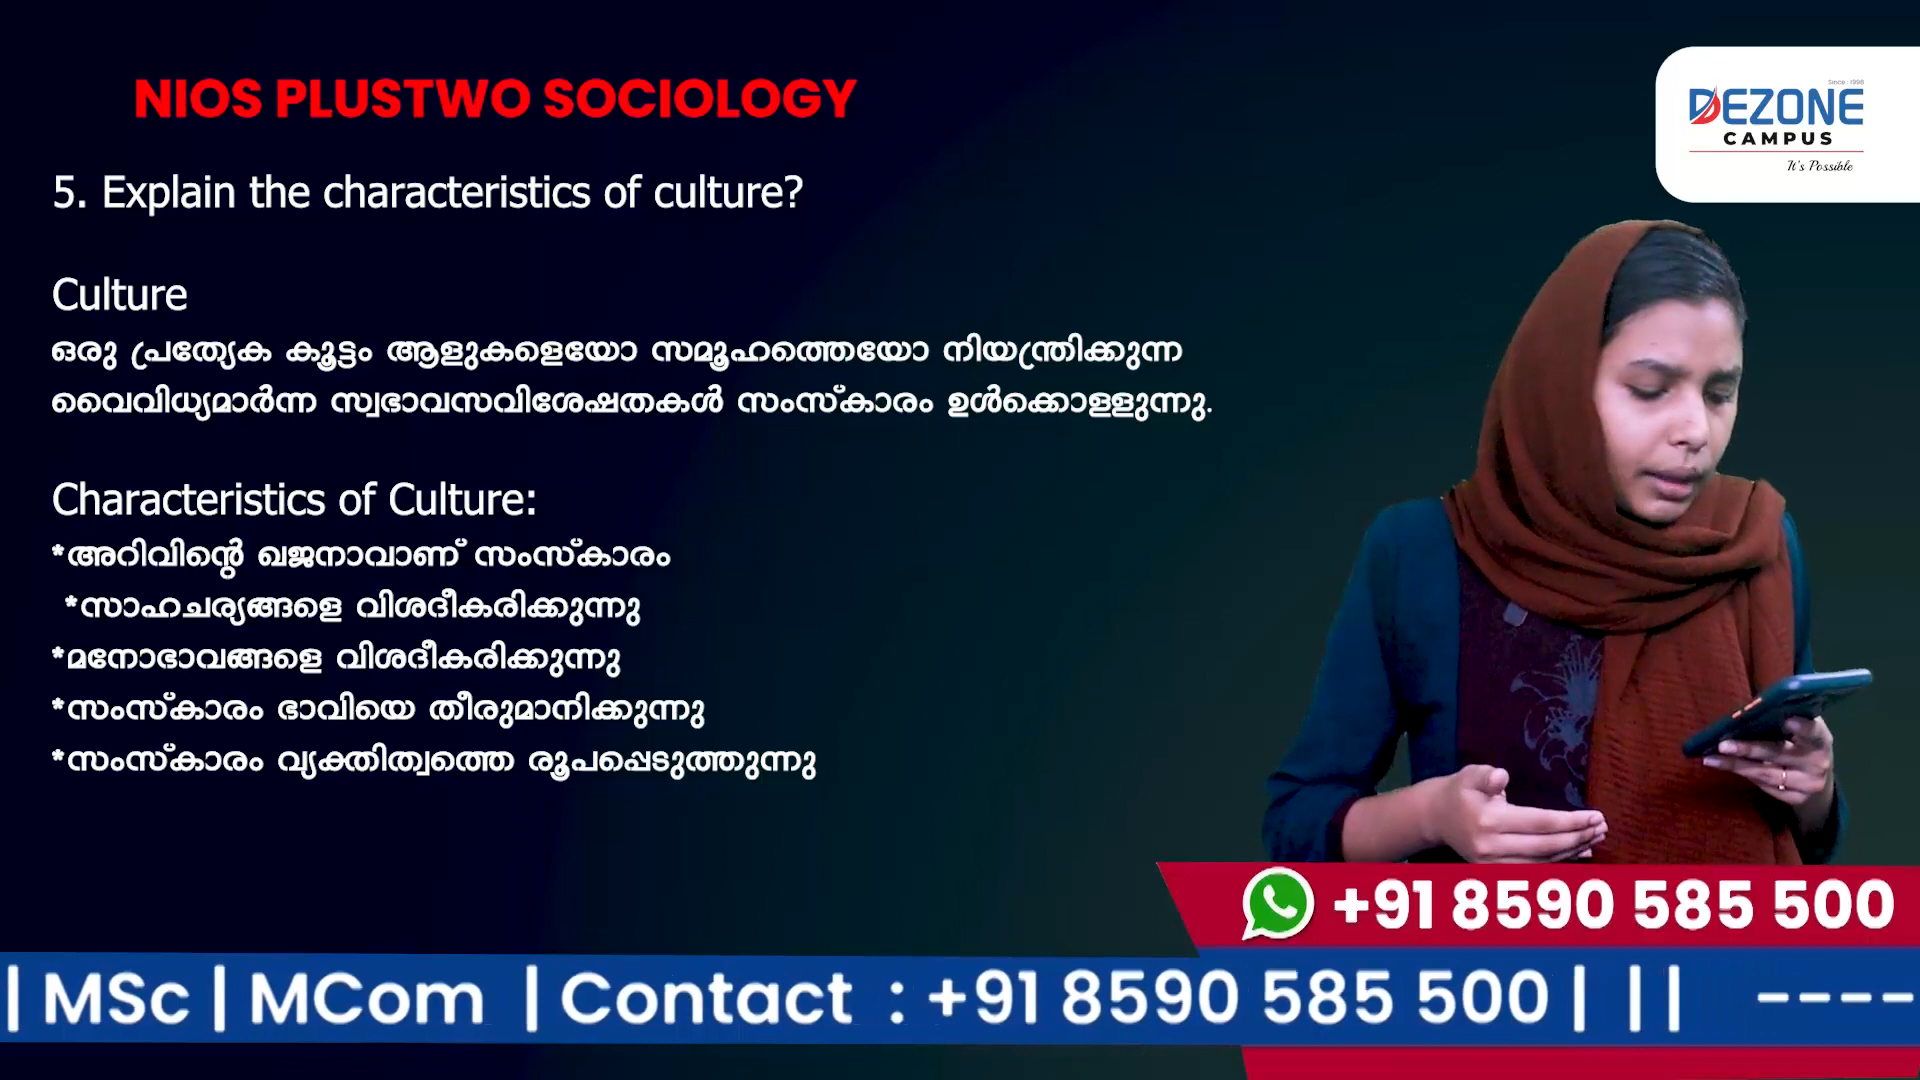 NIOS PLUSTWO SOCIOLOGY
Since : 1998
DEZONE
CAMPUS
It's Possible
5. Explain the characteristics of culture?
Culture
ഒരു പ്രത്യേക കൂട്ടം ആളുകളെയോ സമൂഹത്തെയോ നിയന്ത്രിക്കുന്ന
വൈവിധ്യമാർന്ന സ്വഭാവസവിശേഷതകൾ സംസ്കാരം ഉൾക്കൊള്ളുന്നു.
Characteristics of Culture:
*അറിവിന്റെ ഖജനാവാണ് സംസ്കാരം
*സാഹചര്യങ്ങളെ വിശദീകരിക്കുന്നു
*മനോഭാവങ്ങളെ വിശദീകരിക്കുന്നു
*സംസ്കാരം ഭാവിയെ തീരുമാനിക്കുന്നു
*സംസ്കാരം വ്യക്തിത്വത്തെ രൂപപ്പെടുത്തുന്നു
+91 8590 585 500
| MSc | MCom | Contact : +91 8590 585 500 | | | ----